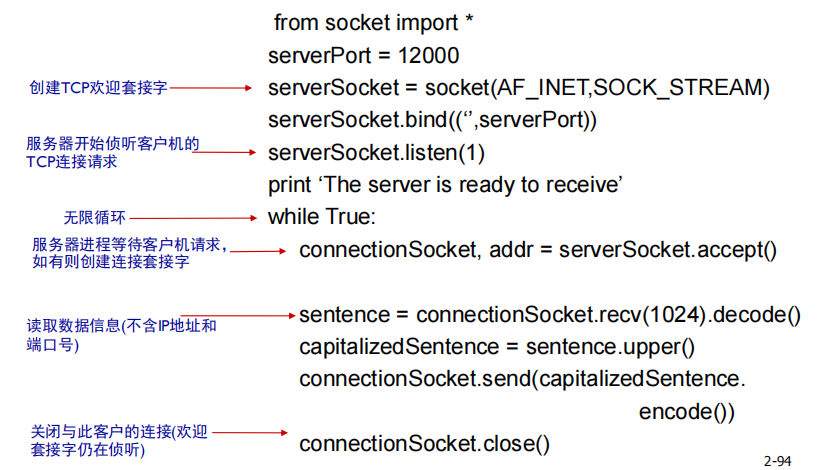 from socket import *
serverPort = 12000
创建TCP欢迎套接字
serverSocket = socket(AF_INET,SOCK_STREAM)
serverSocket.bind((‘’,serverPort))
服务器开始侦听客户机的
TCP连接请求
serverSocket.listen(1)
print ‘The server is ready to receive’
无限循环
while True:
服务器进程等待客户机请求,
如有则创建连接套接字
connectionSocket, addr = serverSocket.accept()
读取数据信息(不含IP地址和
端口号)
sentence = connectionSocket.recv(1024).decode()
capitalizedSentence = sentence.upper()
connectionSocket.send(capitalizedSentence.
encode())
关闭与此客户的连接(欢迎
套接字仍在侦听)
connectionSocket.close()
2-94